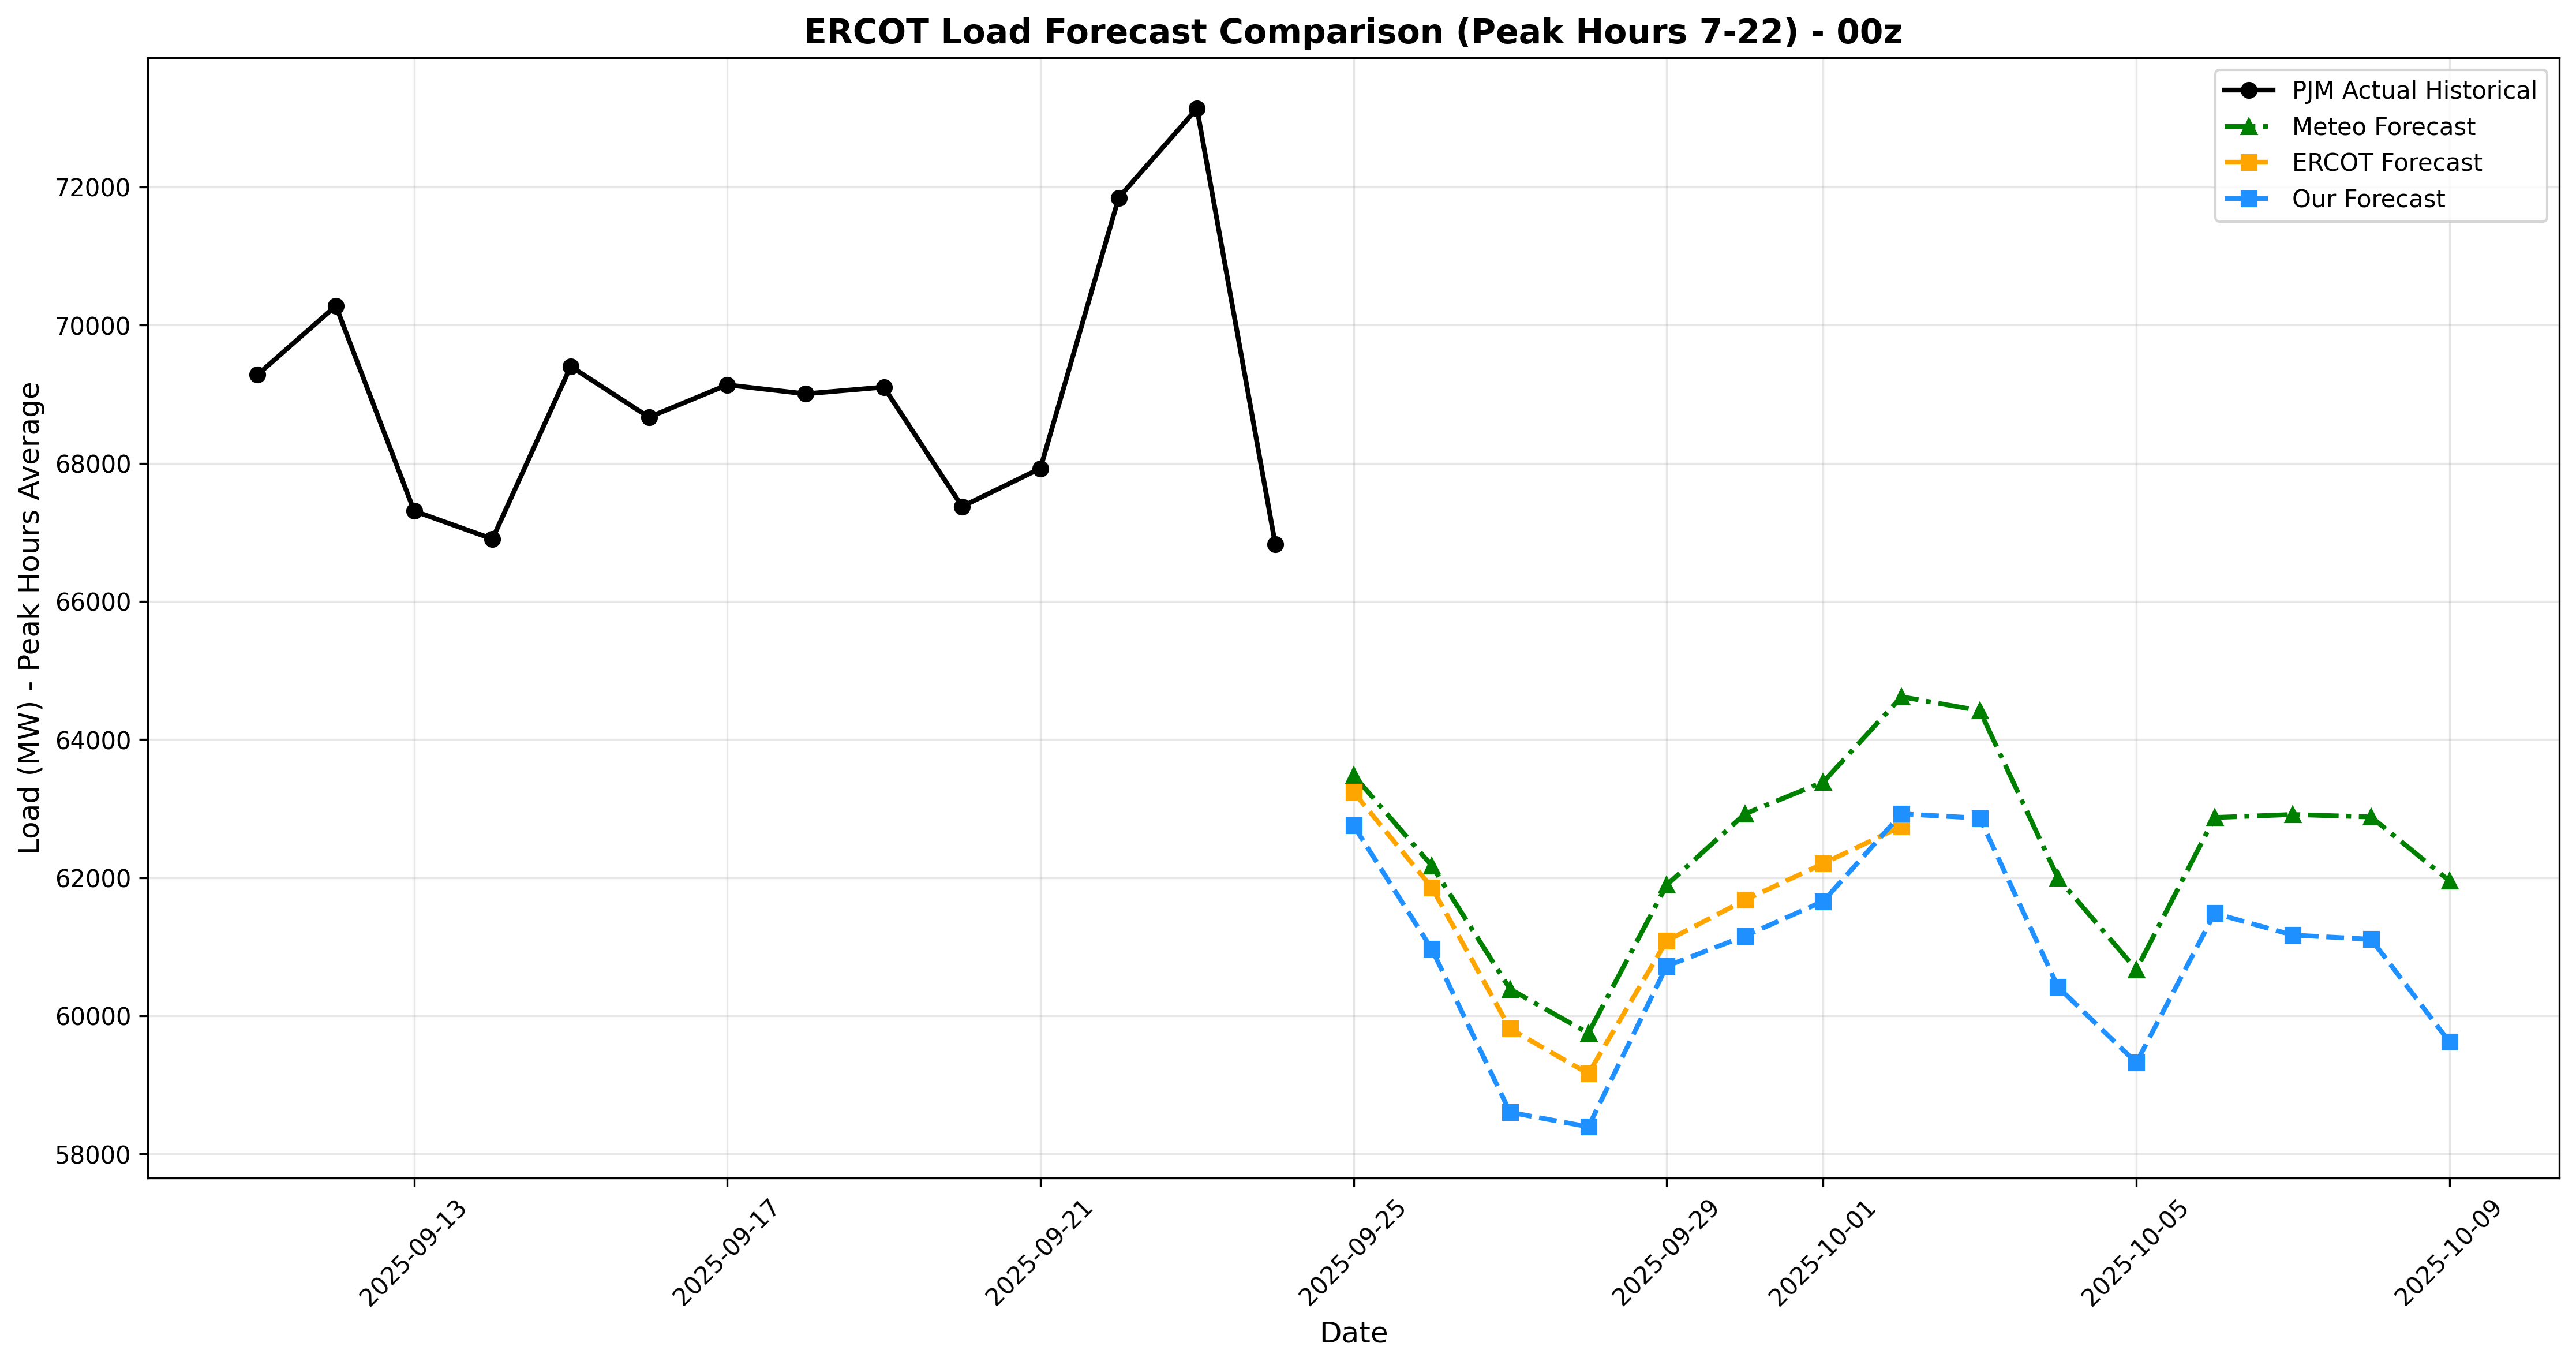 ERCOT Load Forecast Comparison (Peak Hours 7-22) - 00z
PJM Actual Historical
Meteo Forecast
ERCOT Forecast
Our Forecast
Load (MW) - Peak Hours Average
72000
70000
68000
66000
64000
62000
60000
58000
2025-09-13
2025-09-17
2025-09-21
2025-09-25
2025-09-29
2025-10-01
2025-10-05
2025-10-09
Date